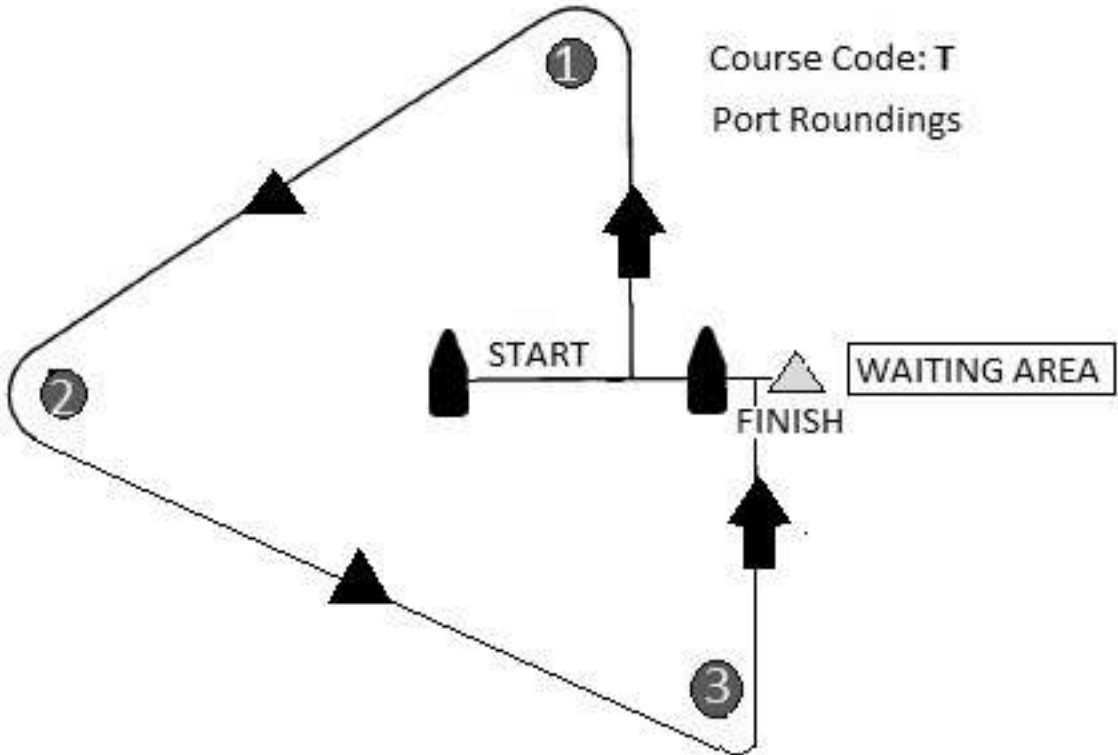 1
Course Code: T
Port Roundings
START
WAITING AREA
2
FINISH
3